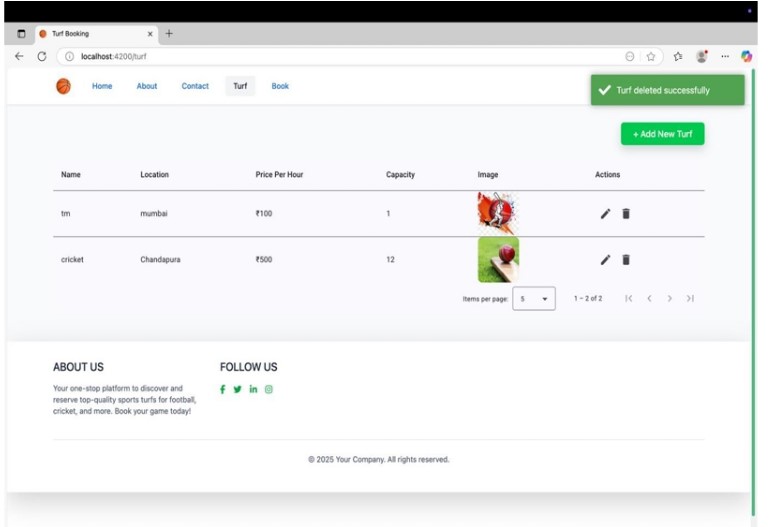 Turf Booking
localhost:4200/turf
Home About Contact Turf Book
Turf deleted successfully
+ Add New Turf
Name Location Price Per Hour Capacity Image Actions
tm mumbai ₹100 1
cricket Chandapura ₹500 12
Items per page: 5 1 – 2 of 2
ABOUT US FOLLOW US
Your one-stop platform to discover and
reserve top-quality sports turfs for football,
cricket, and more. Book your game today!
© 2025 Your Company. All rights reserved.